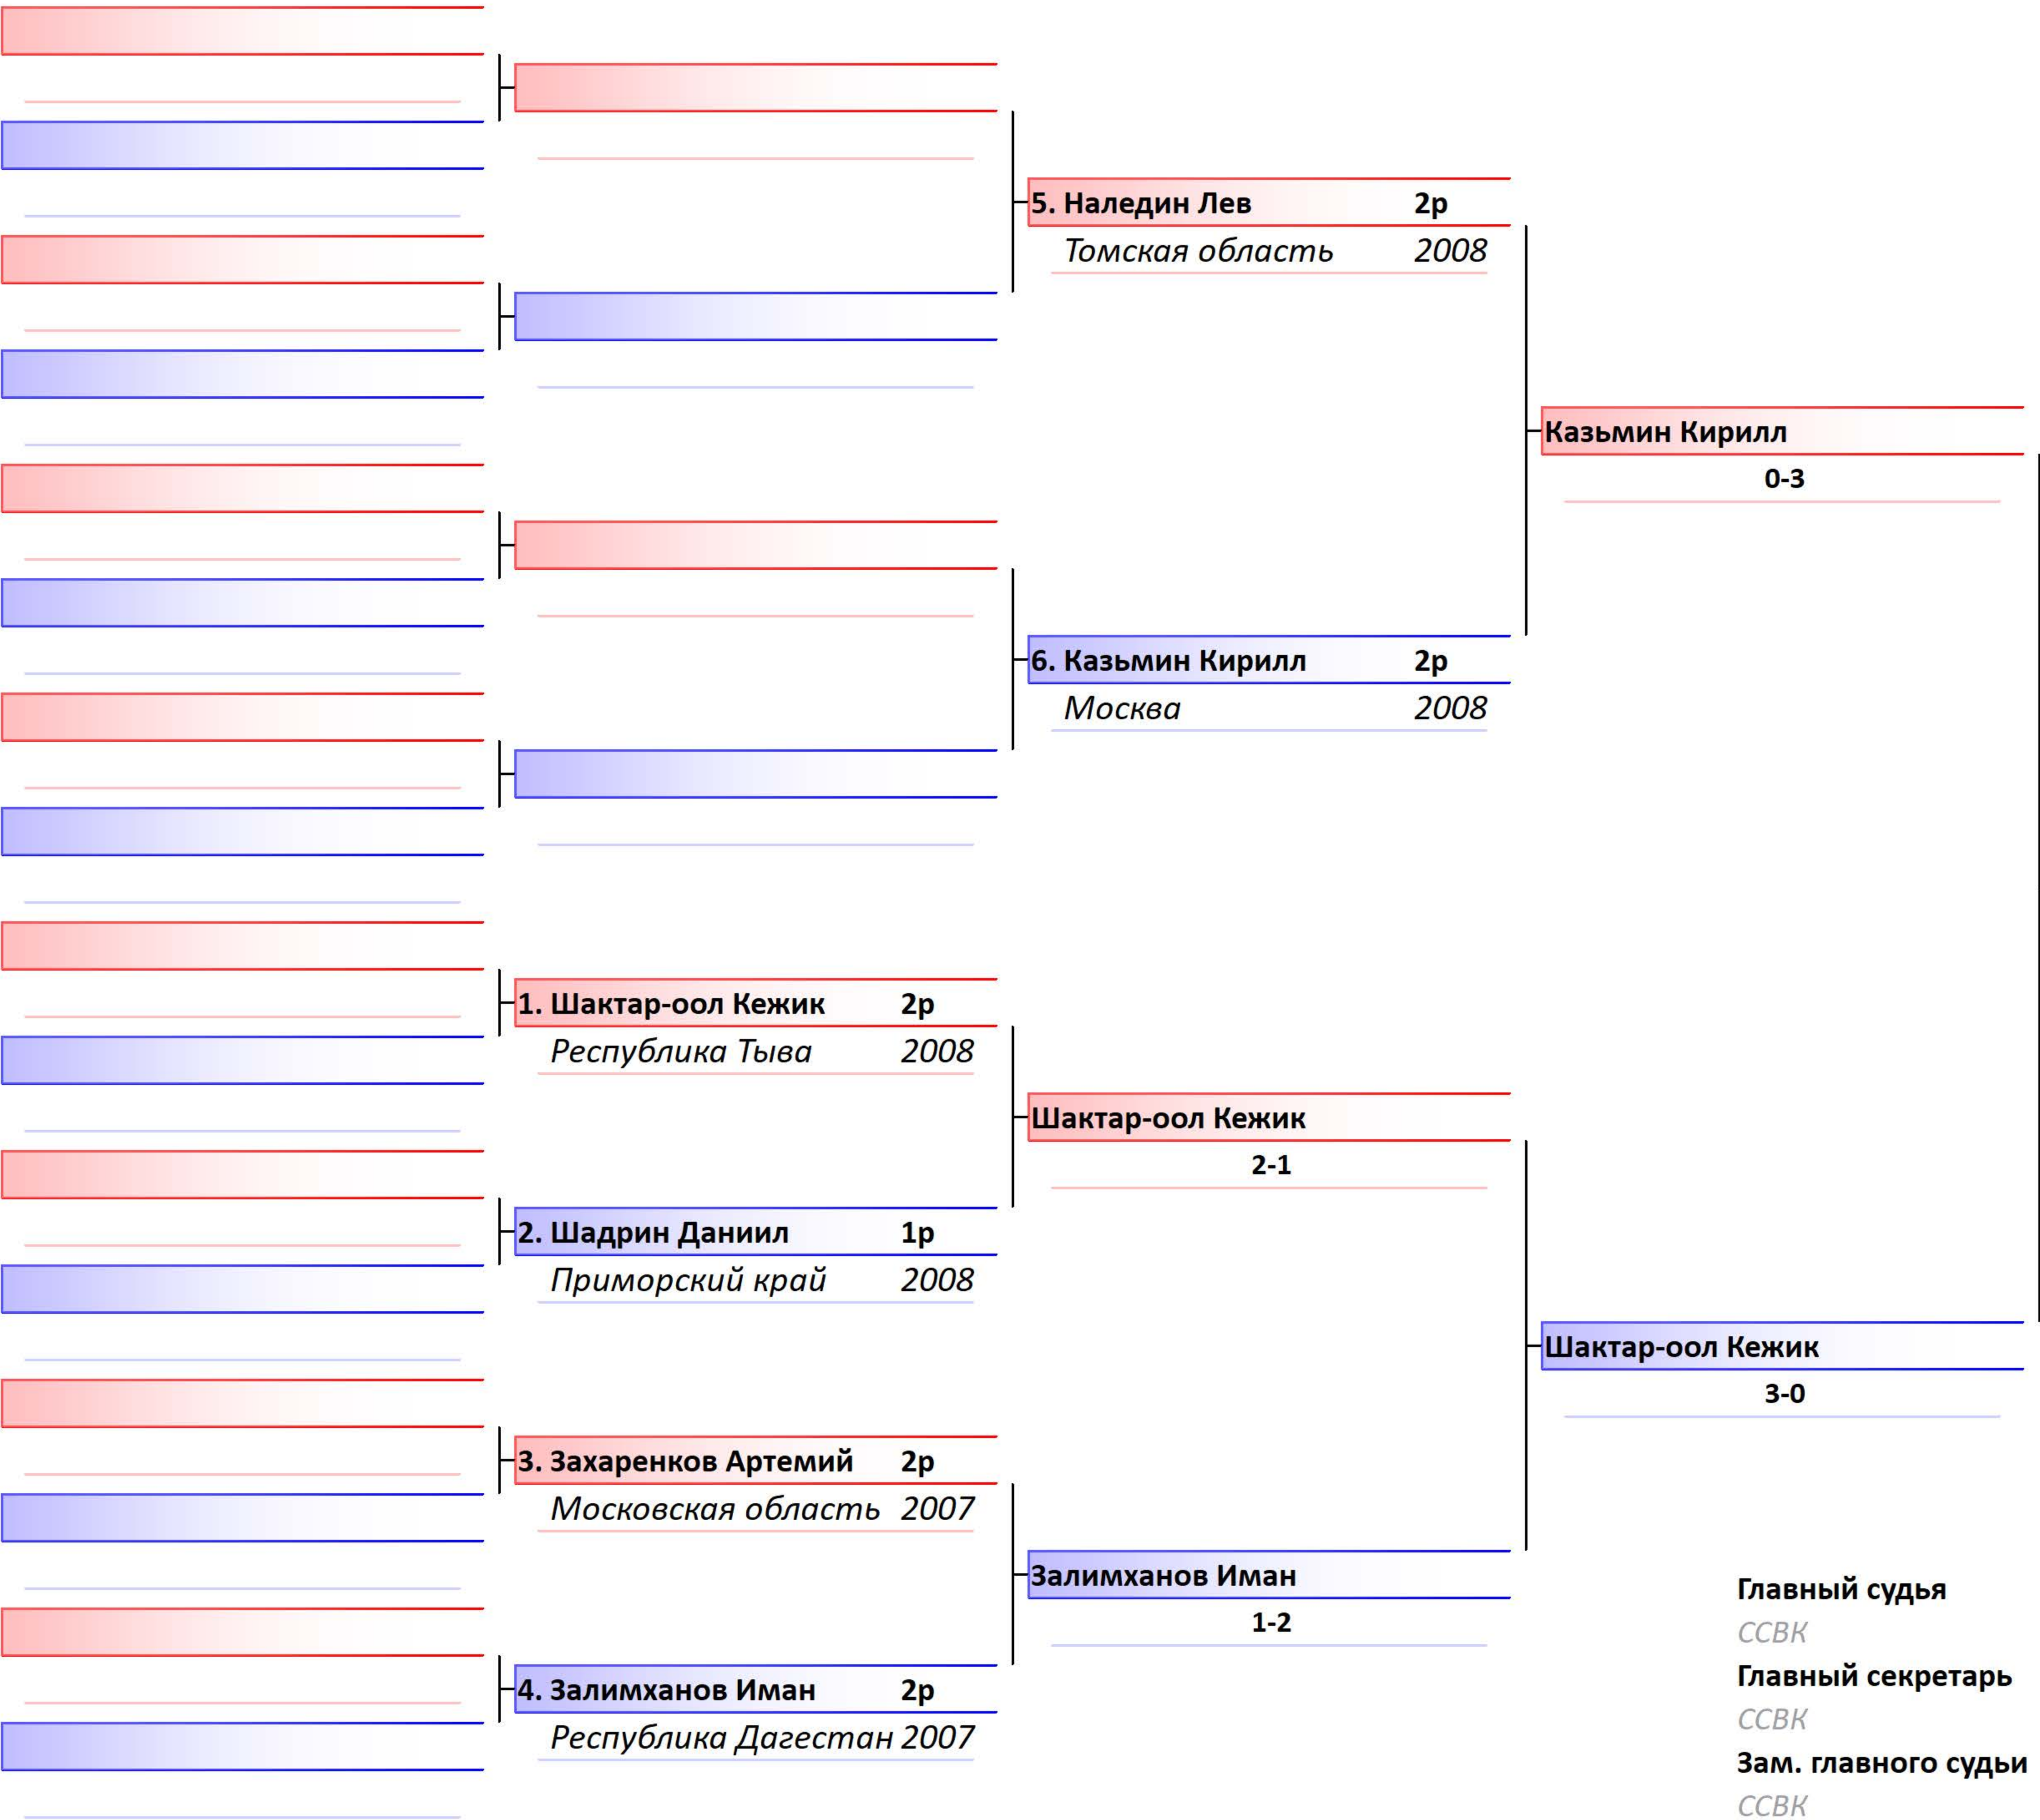 5. Наледин Лев 2р
Томская область 2008
Казьмин Кирилл
0-3
6. Казьмин Кирилл 2р
Москва 2008
1. Шактар-оол Кежик 2р
Республика Тыва 2008
Шактар-оол Кежик
2-1
2. Шадрин Даниил 1р
Приморский край 2008
Шактар-оол Кежик
3-0
3. Захаренков Артемий 2р
Московская область 2007
Залимханов Иман
1-2
4. Залимханов Иман 2р
Республика Дагестан 2007
Главный судья
ССВК
Главный секретарь
ССВК
Зам. главного судьи
ССВК